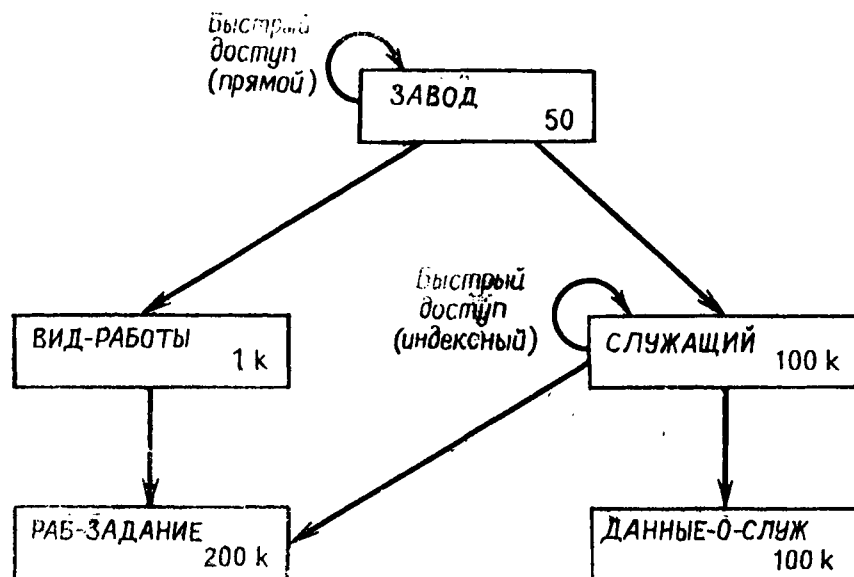 Быстрый
доступ
(прямой)
ЗАВОД
50
Быстрый
доступ
(индексный)
ВИД-РАБОТЫ
1 k
СЛУЖАЩИЙ
100 k
РАБ-ЗАДАНИЕ
200 k
ДАННЫЕ-О-СЛУЖ
100 k